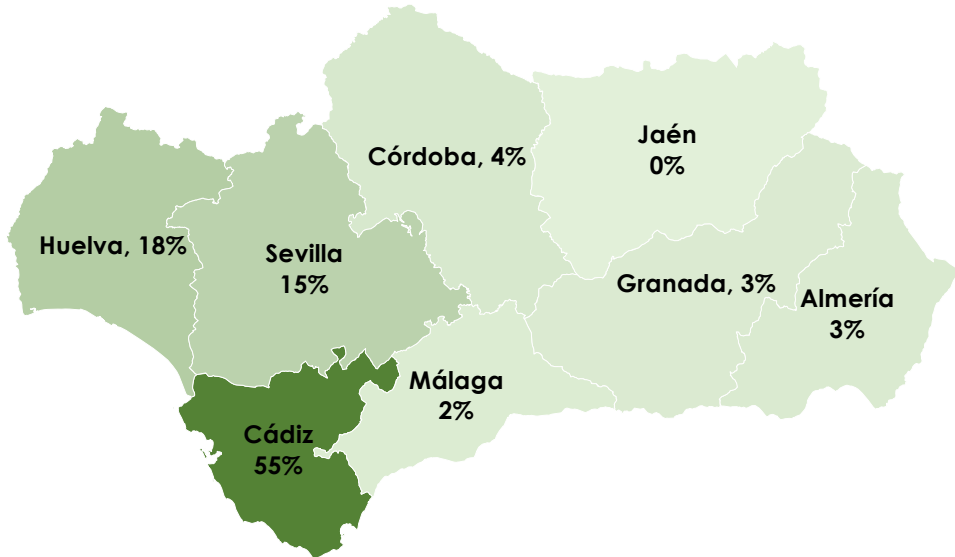 Jaén
0%
Córdoba, 4%
Huelva, 18%
Sevilla
15%
Granada, 3%
Almería
3%
Málaga
2%
Cádiz
55%